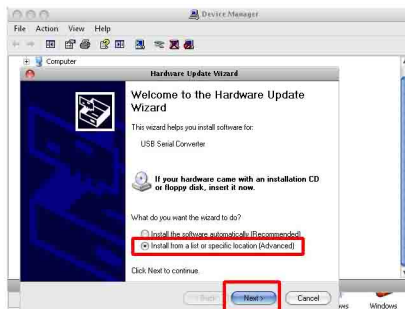 Device Manager
File Action View Help
Computer
Hardware Update Wizard
Welcome to the Hardware Update
Wizard
This wizard helps you install software for:
USB Serial Converter
If your hardware came with an installation CD
or floppy disk, insert it now.
What do you want the wizard to do?
Install the software automatically (Recommended)
Install from a list or specific location (Advanced)
Click Next to continue.
< Back Next > Cancel
Windows